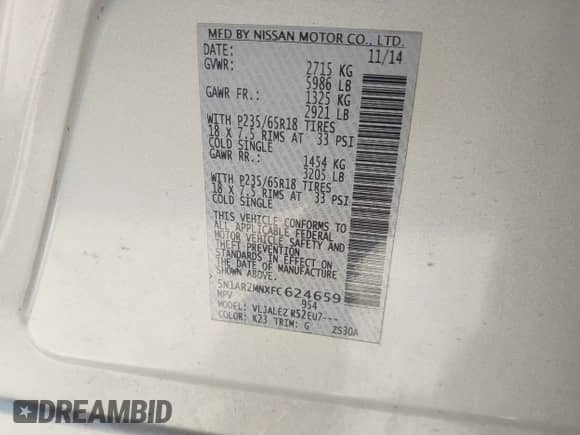 MFD BY NISSAN MOTOR CO., LTD.
DATE: 11/14
GVWR: 2715 KG
5986 LB
GAWR FR.: 1325 KG
2921 LB
WITH P235/65R18 TIRES
18 X 7.5 RIMS AT 33 PSI
COLD SINGLE
GAWR RR.: 1454 KG
3205 LB
WITH P235/65R18 TIRES
18 X 7.5 RIMS AT 33 PSI
COLD SINGLE
THIS VEHICLE CONFORMS TO
ALL APPLICABLE FEDERAL
MOTOR VEHICLE SAFETY AND
THEFT PREVENTION
STANDARDS IN EFFECT ON
THE DATE OF MANUFACTURE
SHOWN ABOVE.
5N1AR2MNXFC624659
MPV 954
MODEL: VLJALEZ R52EU7---
COLOR: K23 TRIM: G ZS30A
DREAMBID